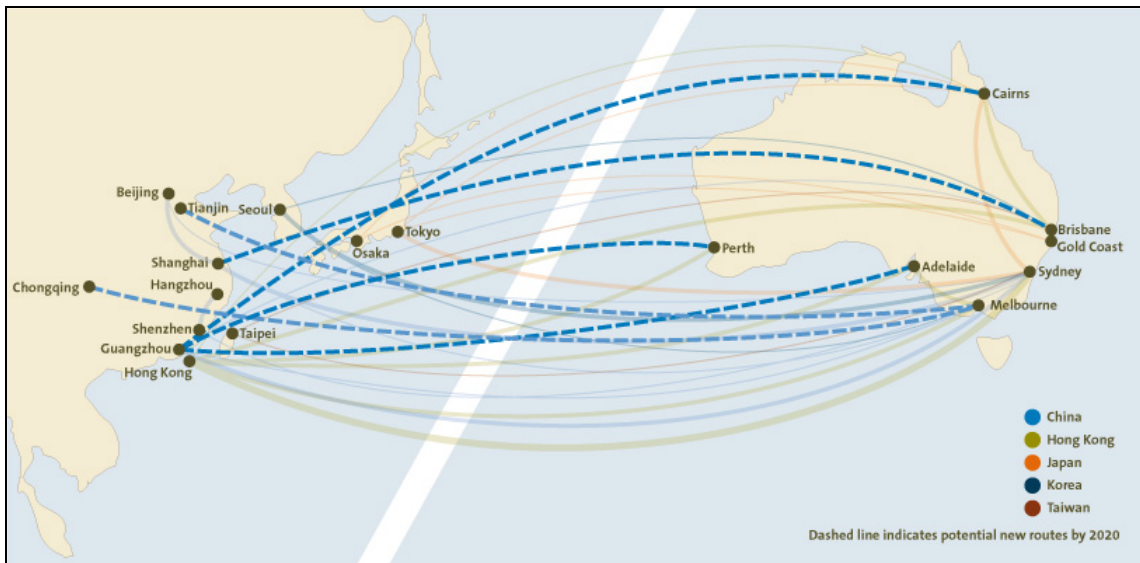 Cairns
Beijing
Tianjin
Seoul
Tokyo
Osaka
Brisbane
Gold Coast
Perth
Shanghai
Adelaide
Sydney
Hangzhou
Chongqing
Melbourne
Shenzhen
Taipei
Guangzhou
Hong Kong
China
Hong Kong
Japan
Korea
Taiwan
Dashed line indicates potential new routes by 2020